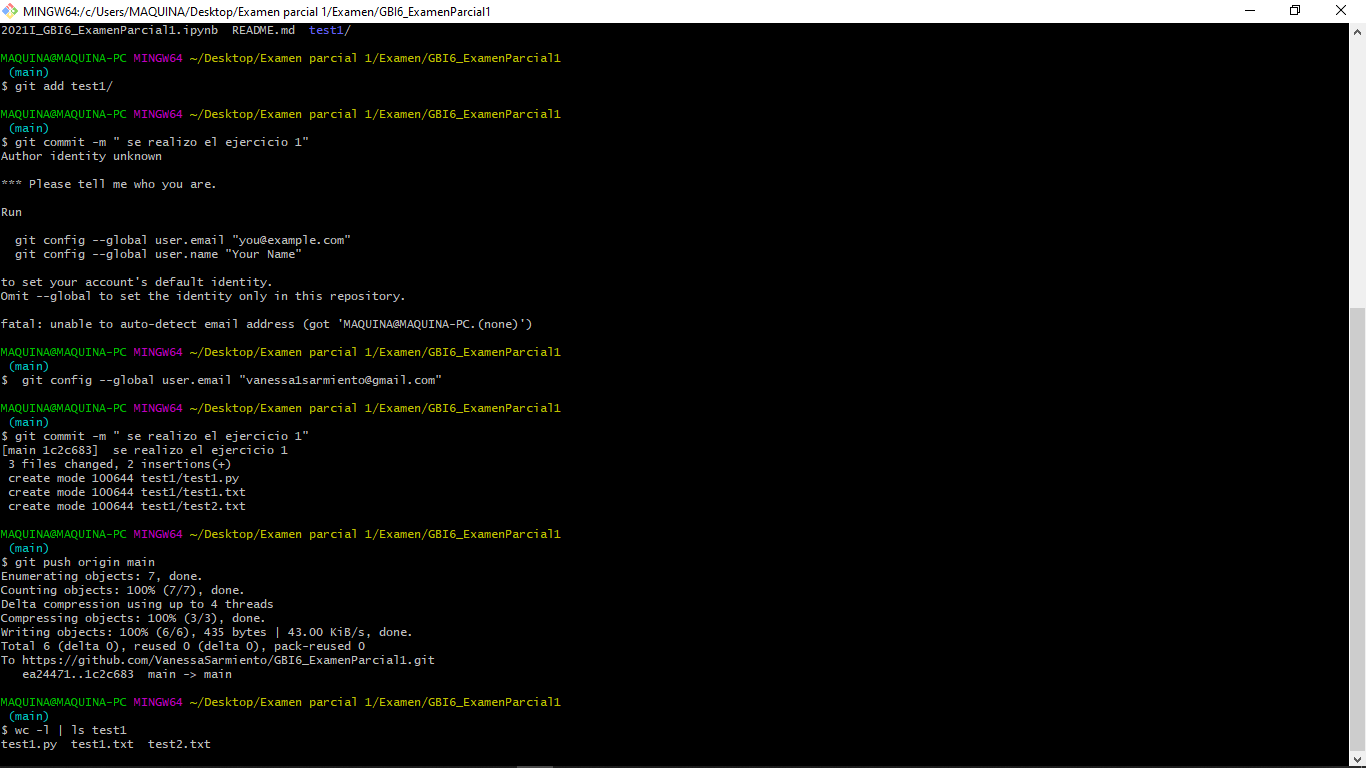 MINGW64:/c/Users/MAQUINA/Desktop/Examen parcial 1/Examen/GBI6_ExamenParcial1
2021I_GBI6_ExamenParcial1.ipynb  README.md  test1/
MAQUINA@MAQUINA-PC MINGW64 ~/Desktop/Examen parcial 1/Examen/GBI6_ExamenParcial1
(main)
$ git add test1/
MAQUINA@MAQUINA-PC MINGW64 ~/Desktop/Examen parcial 1/Examen/GBI6_ExamenParcial1
(main)
$ git commit -m " se realizo el ejercicio 1"
Author identity unknown
*** Please tell me who you are.
Run
  git config --global user.email "you@example.com"
  git config --global user.name "Your Name"
to set your account's default identity.
Omit --global to set the identity only in this repository.
fatal: unable to auto-detect email address (got 'MAQUINA@MAQUINA-PC.(none)')
MAQUINA@MAQUINA-PC MINGW64 ~/Desktop/Examen parcial 1/Examen/GBI6_ExamenParcial1
(main)
$  git config --global user.email "vanessa1sarmiento@gmail.com"
MAQUINA@MAQUINA-PC MINGW64 ~/Desktop/Examen parcial 1/Examen/GBI6_ExamenParcial1
(main)
$ git commit -m " se realizo el ejercicio 1"
[main 1c2c683]  se realizo el ejercicio 1
 3 files changed, 2 insertions(+)
 create mode 100644 test1/test1.py
 create mode 100644 test1/test1.txt
 create mode 100644 test1/test2.txt
MAQUINA@MAQUINA-PC MINGW64 ~/Desktop/Examen parcial 1/Examen/GBI6_ExamenParcial1
(main)
$ git push origin main
Enumerating objects: 7, done.
Counting objects: 100% (7/7), done.
Delta compression using up to 4 threads
Compressing objects: 100% (3/3), done.
Writing objects: 100% (6/6), 435 bytes | 43.00 KiB/s, done.
Total 6 (delta 0), reused 0 (delta 0), pack-reused 0
To https://github.com/VanessaSarmiento/GBI6_ExamenParcial1.git
   ea24471..1c2c683  main -> main
MAQUINA@MAQUINA-PC MINGW64 ~/Desktop/Examen parcial 1/Examen/GBI6_ExamenParcial1
(main)
$ wc -l | ls test1
test1.py  test1.txt  test2.txt